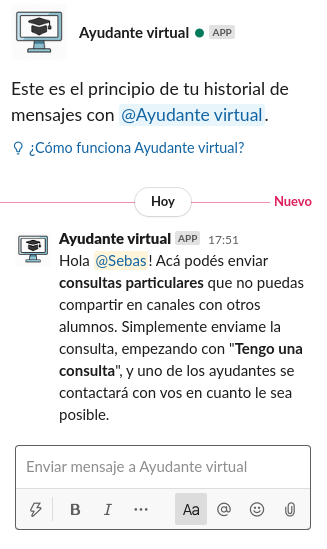 Ayudante virtual APP
Este es el principio de tu historial de
mensajes con @Ayudante virtual.
¿Cómo funciona Ayudante virtual?
Hoy
Nuevo
Ayudante virtual APP 17:51
Hola @Sebas! Acá podés enviar
consultas particulares que no puedas
compartir en canales con otros
alumnos. Simplemente enviame la
consulta, empezando con "Tengo una
consulta", y uno de los ayudantes se
contactará con vos en cuanto le sea
posible.
Enviar mensaje a Ayudante virtual
B I ... Aa @